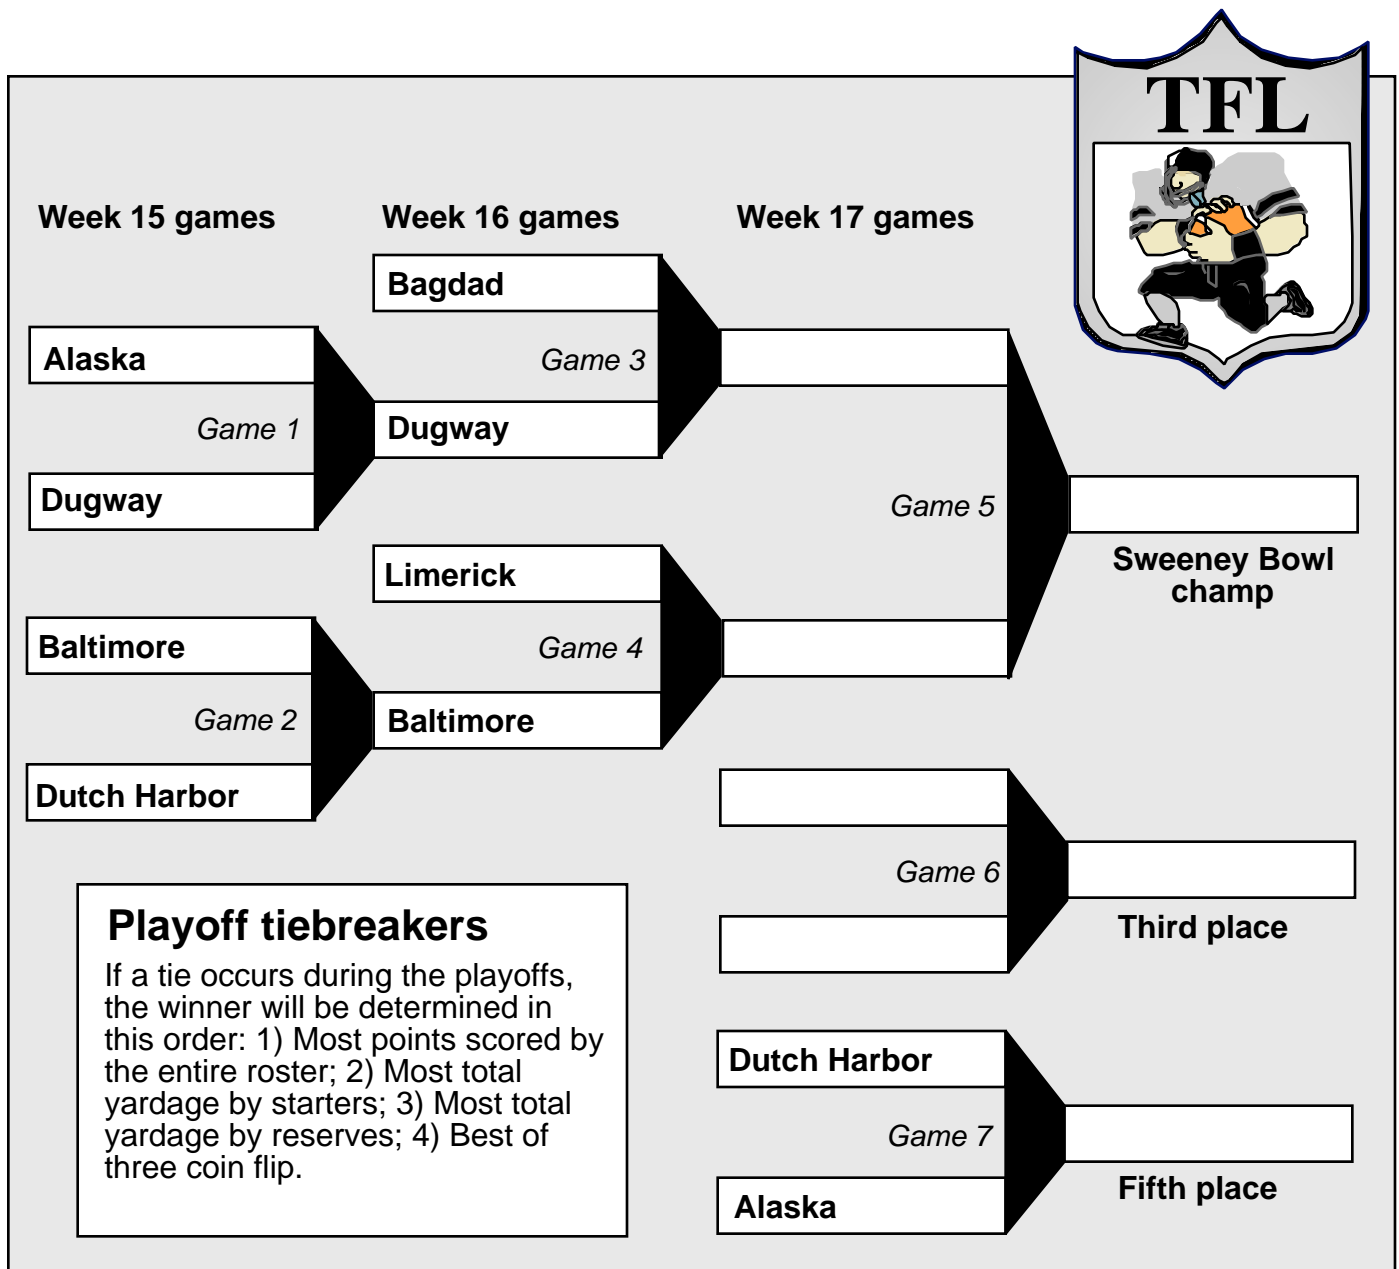 TFL
Week 15 games
Week 16 games
Week 17 games
Bagdad
Alaska
Game 3
Game 1
Dugway
Dugway
Game 5
Sweeney Bowl
champ
Limerick
Baltimore
Game 4
Game 2
Baltimore
Dutch Harbor
Game 6
Third place
Playoff tiebreakers
If a tie occurs during the playoffs,
the winner will be determined in
this order: 1) Most points scored by
the entire roster; 2) Most total
yardage by starters; 3) Most total
yardage by reserves; 4) Best of
three coin flip.
Dutch Harbor
Game 7
Alaska
Fifth place